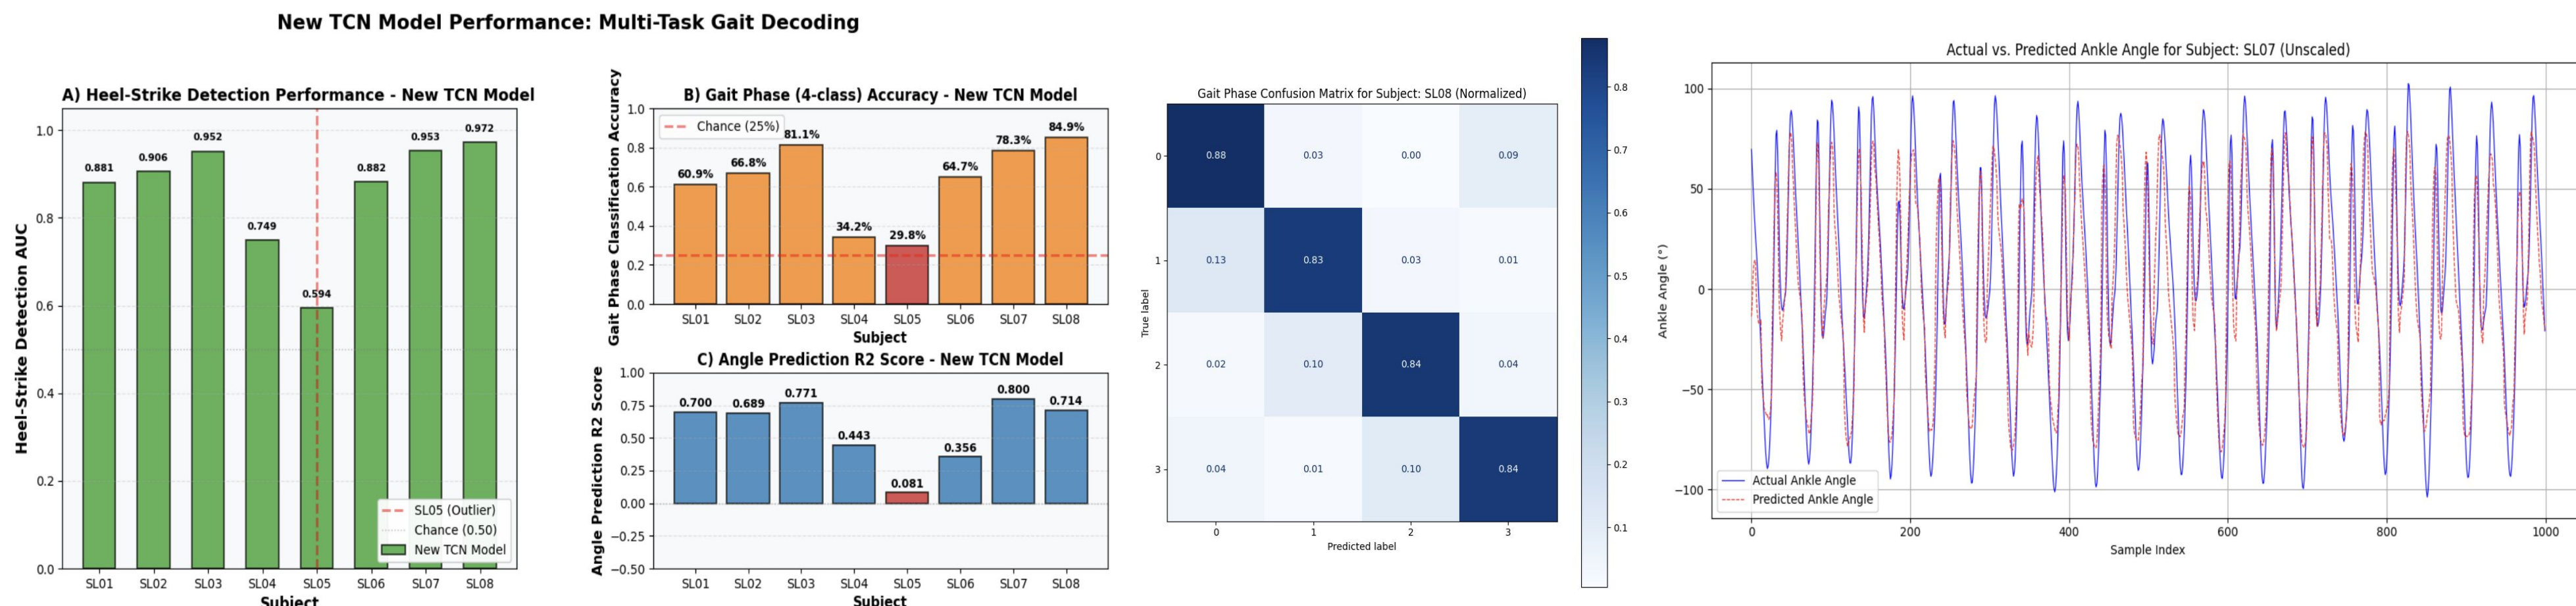 New TCN Model Performance: Multi-Task Gait Decoding
A) Heel-Strike Detection Performance - New TCN Model
Heel-Strike Detection AUC
1.0
0.8
0.6
0.4
0.2
0.0
0.881
0.906
0.952
0.749
0.594
0.882
0.953
0.972
SL05 (Outlier)
Chance (0.50)
New TCN Model
SL01 SL02 SL03 SL04 SL05 SL06 SL07 SL08
Subject
B) Gait Phase (4-class) Accuracy - New TCN Model
Gait Phase Classification Accuracy
1.0
0.8
0.6
0.4
0.2
0.0
Chance (25%)
60.9%
66.8%
81.1%
34.2%
29.8%
64.7%
78.3%
84.9%
SL01 SL02 SL03 SL04 SL05 SL06 SL07 SL08
Subject
C) Angle Prediction R2 Score - New TCN Model
Angle Prediction R2 Score
1.00
0.75
0.50
0.25
0.00
−0.25
−0.50
0.700
0.689
0.771
0.443
0.081
0.356
0.800
0.714
SL01 SL02 SL03 SL04 SL05 SL06 SL07 SL08
Subject
Gait Phase Confusion Matrix for Subject: SL08 (Normalized)
True label
0
1
2
3
0.88 0.03 0.00 0.09
0.13 0.83 0.03 0.01
0.02 0.10 0.84 0.04
0.04 0.01 0.10 0.84
0 1 2 3
Predicted label
0.8
0.7
0.6
0.5
0.4
0.3
0.2
0.1
Actual vs. Predicted Ankle Angle for Subject: SL07 (Unscaled)
Ankle Angle (°)
100
50
0
−50
−100
Actual Ankle Angle
Predicted Ankle Angle
0 200 400 600 800 1000
Sample Index